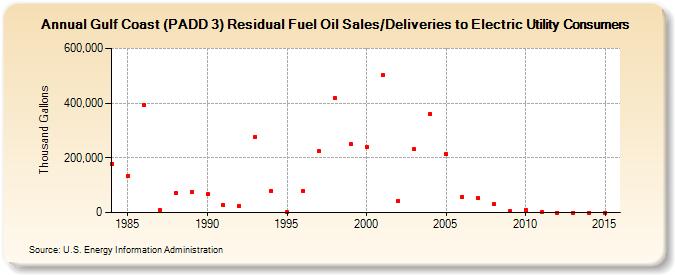 Annual Gulf Coast (PADD 3) Residual Fuel Oil Sales/Deliveries to Electric Utility Consumers
Thousand Gallons
600,000
400,000
200,000
0
1985 1990 1995 2000 2005 2010 2015
Source: U.S. Energy Information Administration